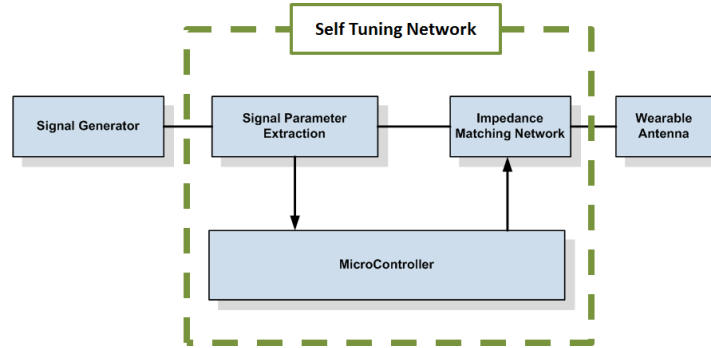 Self Tuning Network
Signal Generator
Signal Parameter
Extraction
Impedance
Matching Network
Wearable
Antenna
MicroController